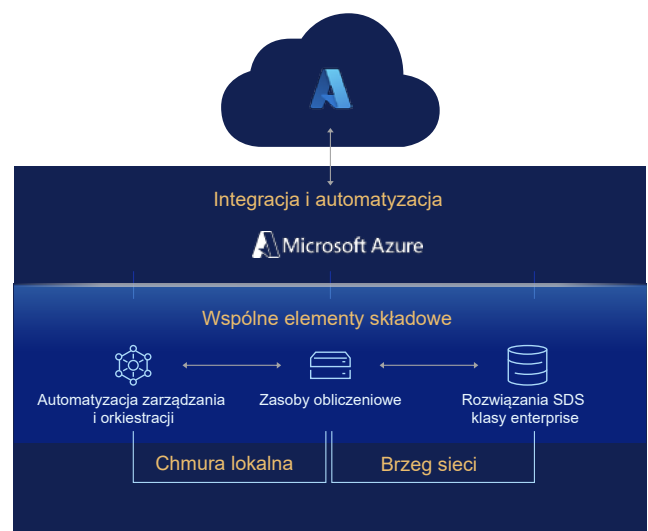 Integracja i automatyzacja
Microsoft Azure
Wspólne elementy składowe
Automatyzacja zarządzania
i orkiestracji
Zasoby obliczeniowe
Rozwiązania SDS
klasy enterprise
Chmura lokalna
Brzeg sieci